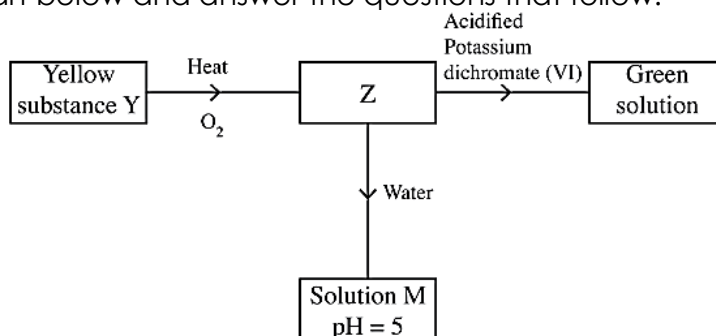 below and answer the questions that follow.
Acidified
Potassium
dichromate (VI)
Yellow
substance Y
Heat
O₂
Z
Green
solution
Water
Solution M
pH = 5